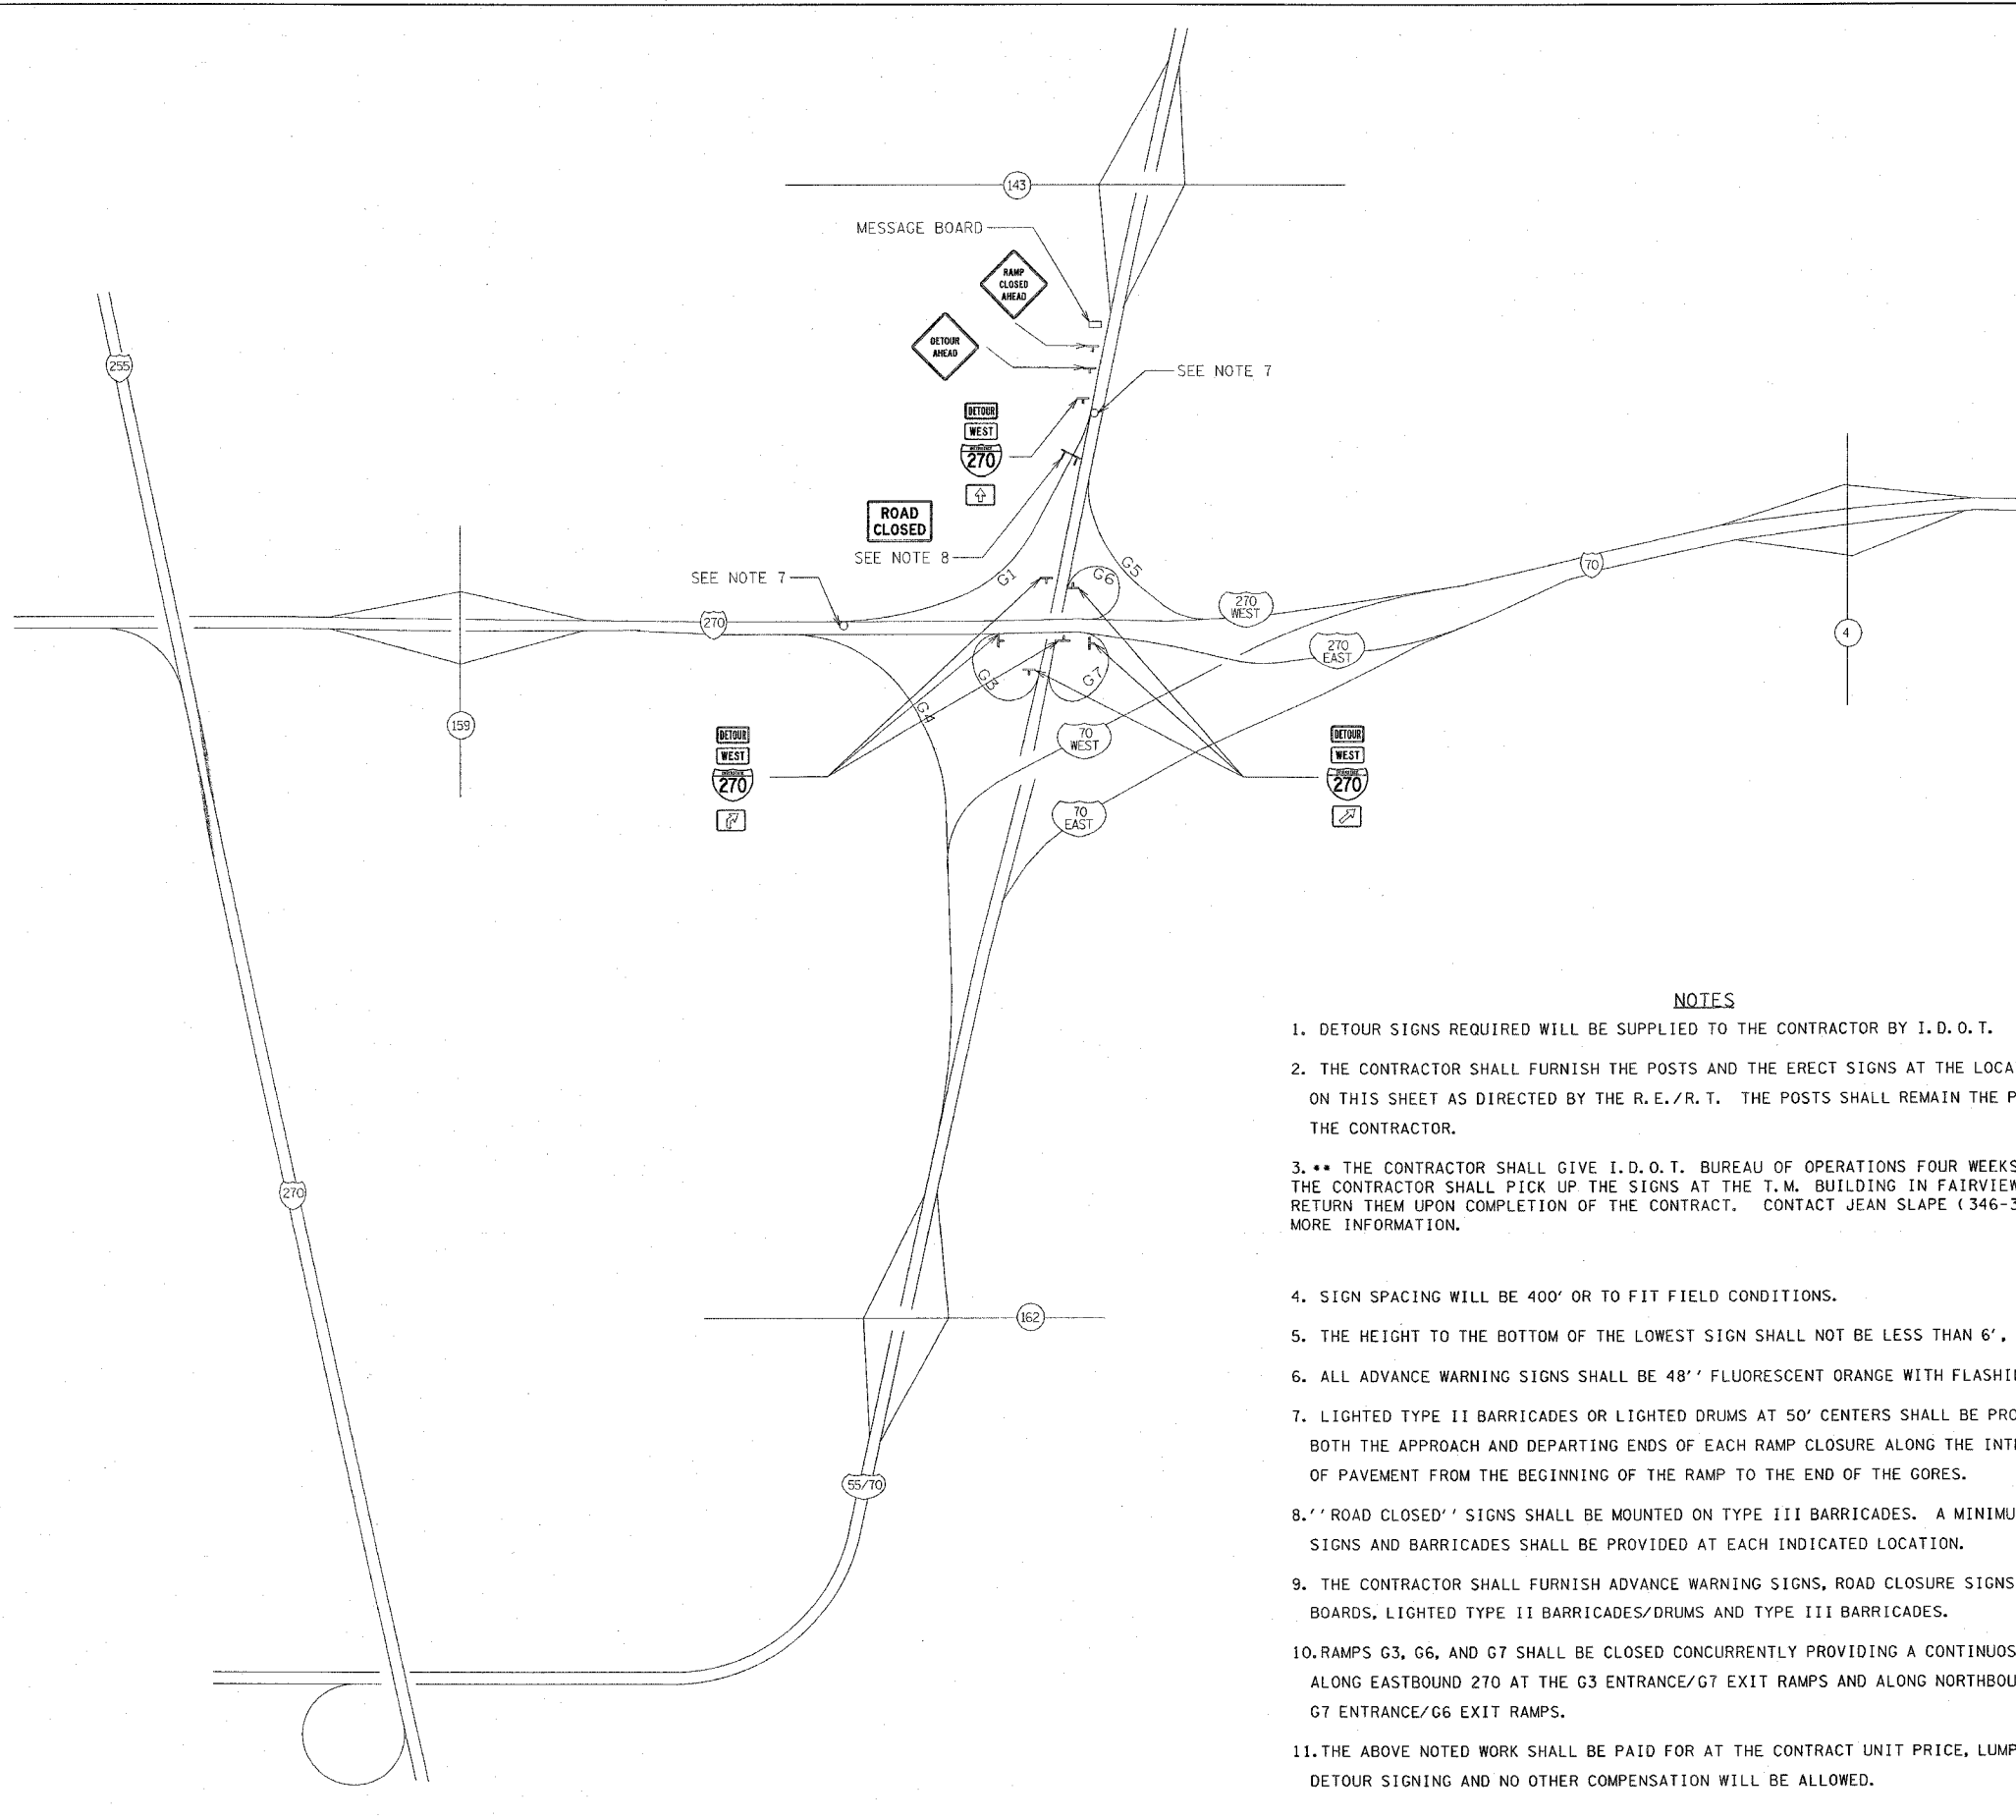 143
MESSAGE BOARD
RAMP
CLOSED
AHEAD
DETOUR
AHEAD
255
SEE NOTE 7
DETOUR
WEST
270
ROAD
CLOSED
SEE NOTE 8
SEE NOTE 7
G1
G6
G5
70
270
WEST
270
270
EAST
4
G3
G7
G4
159
70
WEST
DETOUR
WEST
270
DETOUR
WEST
270
70
EAST
NOTES
1. DETOUR SIGNS REQUIRED WILL BE SUPPLIED TO THE CONTRACTOR BY I.D.O.T.
2. THE CONTRACTOR SHALL FURNISH THE POSTS AND THE ERECT SIGNS AT THE LOCA
ON THIS SHEET AS DIRECTED BY THE R.E./R.T. THE POSTS SHALL REMAIN THE P
THE CONTRACTOR.
3. ** THE CONTRACTOR SHALL GIVE I.D.O.T. BUREAU OF OPERATIONS FOUR WEEKS
THE CONTRACTOR SHALL PICK UP THE SIGNS AT THE T.M. BUILDING IN FAIRVIEW
RETURN THEM UPON COMPLETION OF THE CONTRACT. CONTACT JEAN SLAPE (346-3
MORE INFORMATION.
270
4. SIGN SPACING WILL BE 400' OR TO FIT FIELD CONDITIONS.
162
5. THE HEIGHT TO THE BOTTOM OF THE LOWEST SIGN SHALL NOT BE LESS THAN 6',
6. ALL ADVANCE WARNING SIGNS SHALL BE 48'' FLUORESCENT ORANGE WITH FLASHI
7. LIGHTED TYPE II BARRICADES OR LIGHTED DRUMS AT 50' CENTERS SHALL BE PRO
BOTH THE APPROACH AND DEPARTING ENDS OF EACH RAMP CLOSURE ALONG THE INT
OF PAVEMENT FROM THE BEGINNING OF THE RAMP TO THE END OF THE GORES.
55/70
8.''ROAD CLOSED'' SIGNS SHALL BE MOUNTED ON TYPE III BARRICADES. A MINIMU
SIGNS AND BARRICADES SHALL BE PROVIDED AT EACH INDICATED LOCATION.
9. THE CONTRACTOR SHALL FURNISH ADVANCE WARNING SIGNS, ROAD CLOSURE SIGNS
BOARDS, LIGHTED TYPE II BARRICADES/DRUMS AND TYPE III BARRICADES.
10.RAMPS G3, G6, AND G7 SHALL BE CLOSED CONCURRENTLY PROVIDING A CONTINUOS
ALONG EASTBOUND 270 AT THE G3 ENTRANCE/G7 EXIT RAMPS AND ALONG NORTHBOU
G7 ENTRANCE/G6 EXIT RAMPS.
11.THE ABOVE NOTED WORK SHALL BE PAID FOR AT THE CONTRACT UNIT PRICE, LUMP
DETOUR SIGNING AND NO OTHER COMPENSATION WILL BE ALLOWED.